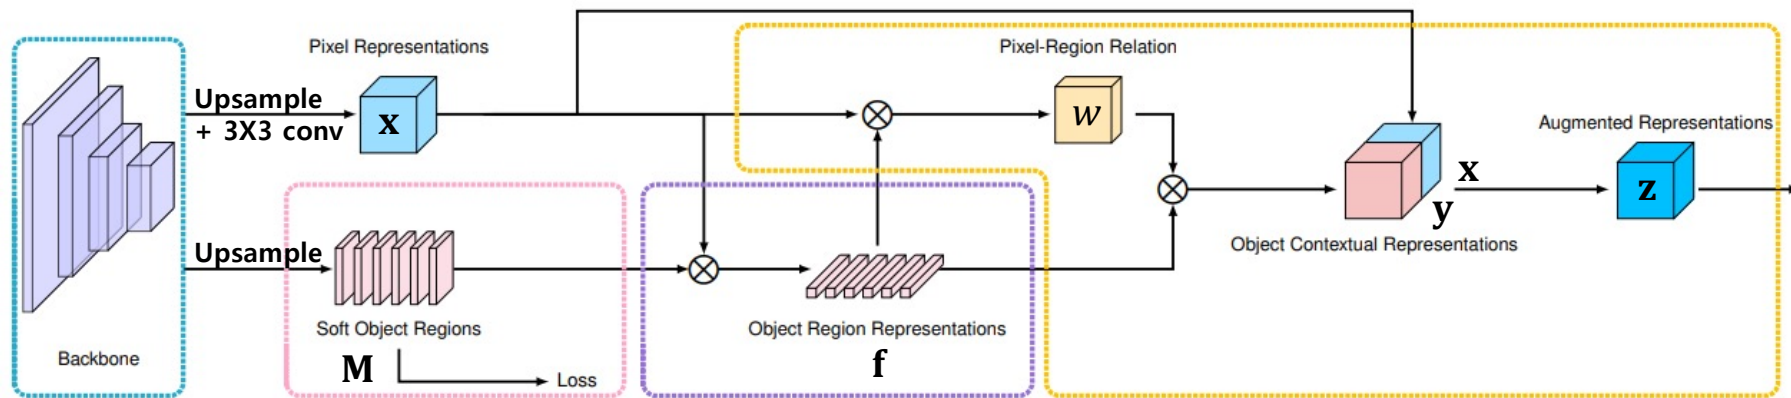 Pixel Representations
Pixel-Region Relation
Upsample
+ 3X3 conv
x
w
Augmented Representations
x
y
z
Object Contextual Representations
Upsample
Soft Object Regions
Object Region Representations
Backbone
M
f
Loss